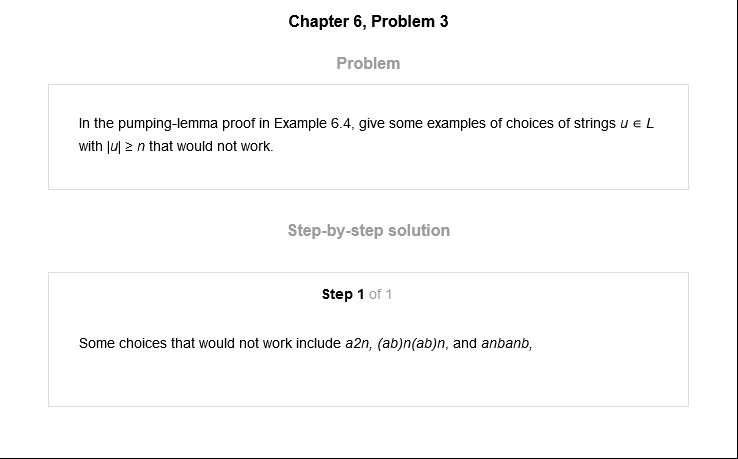 Chapter 6, Problem 3
Problem
In the pumping-lemma proof in Example 6.4, give some examples of choices of strings u ∈ L
with |u| ≥ n that would not work.
Step-by-step solution
Step 1 of 1
Some choices that would not work include a2n, (ab)n(ab)n, and anbanb,